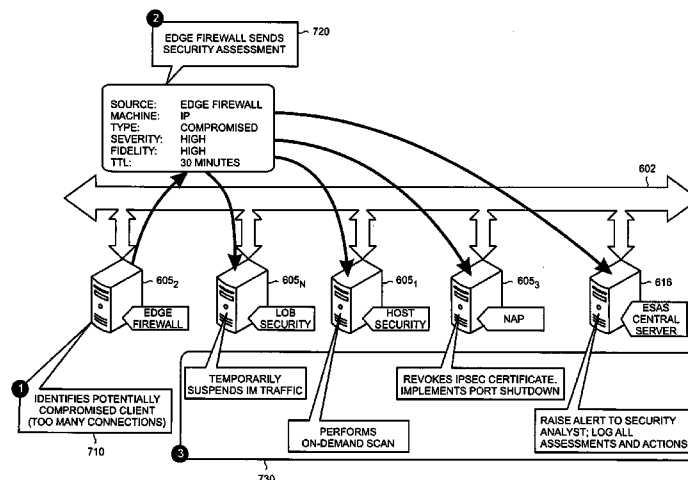 2
EDGE FIREWALL SENDS
SECURITY ASSESSMENT
720
SOURCE: EDGE FIREWALL
MACHINE: IP
TYPE: COMPROMISED
SEVERITY: HIGH
FIDELITY: HIGH
TTL: 30 MINUTES
602
605₂
605N
605₁
605₃
616
EDGE
FIREWALL
LOB
SECURITY
HOST
SECURITY
NAP
ESAS
CENTRAL
SERVER
1
IDENTIFIES POTENTIALLY
COMPROMISED CLIENT
(TOO MANY CONNECTIONS)
710
TEMPORARILY
SUSPENDS IM TRAFFIC
PERFORMS
ON-DEMAND SCAN
REVOKES IPSEC CERTIFICATE.
IMPLEMENTS PORT SHUTDOWN
RAISE ALERT TO SECURITY
ANALYST; LOG ALL
ASSESSMENTS AND ACTIONS
3
730